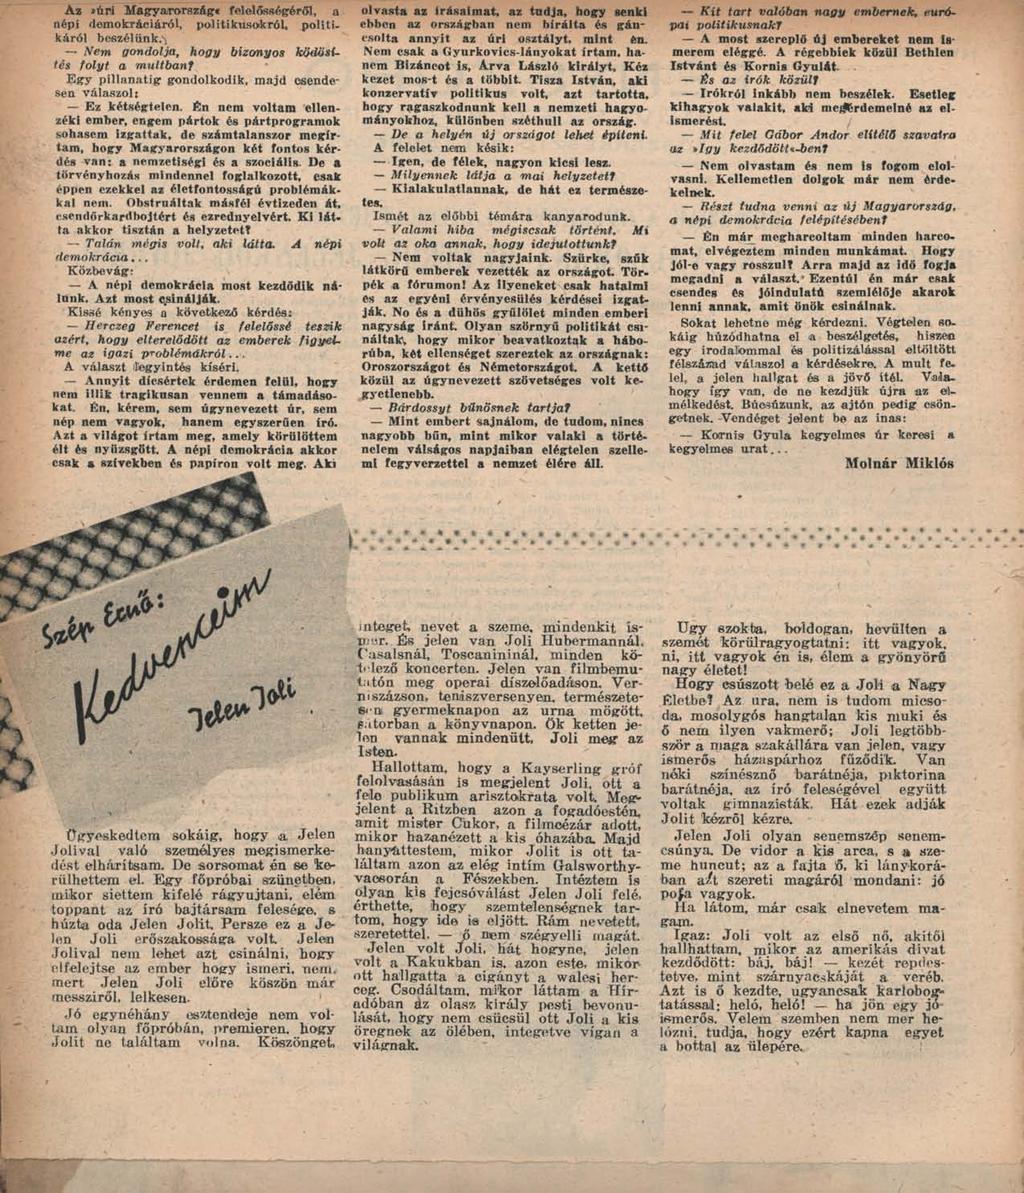 Az »úri Magyarország« felelősségéről, a
népi demokráciáról, politikusokról, politi-
káról beszélünk.
— Nem gondolja, hogy bizonyos ködösí-
tés folyt a multban?
Egy pillanatig gondolkodik, majd csende-
sen válaszol:
— Ez kétségtelen. Én nem voltam ellen-
zéki ember, engem pártok és pártprogramok
sohasem izgattak, de számtalanszor megír-
tam, hogy Magyarországon két fontos kér-
dés van: a nemzetiségi és a szociális. De a
törvényhozás mindennel foglalkozott, csak
éppen ezekkel az életfontosságú problémák-
kal nem. Obstruáltak másfél évtizeden át,
csendőrkardbojtért és ezrednyelvért. Ki lát-
ta akkor tisztán a helyzetet?
— Talán mégis volt, aki látta. A népi
demokrácia...
Közbevág:
— A népi demokrácia most kezdődik ná-
lunk. Azt most csinálják.
Kissé kényes a következő kérdés:
— Herczeg Ferencet is felelőssé teszik
azért, hogy elterelődött az emberek figyel-
me az igazi problémákról...
A választ legyintés kíséri.
— Annyit dicsértek érdemen felül, hogy
nem illik tragikusan vennem a támadáso-
kat. Én, kérem, sem úgynevezett úr, sem
nép nem vagyok, hanem egyszerűen író.
Azt a világot írtam meg, amely körülöttem
élt és nyüzsgött. A népi demokrácia akkor
csak a szívekben és papíron volt meg. Aki
olvasta az írásaimat, az tudja, hogy senki
ebben az országban nem bírálta és gán-
csolta annyit az úri osztályt, mint én.
Nem csak a Gyurkovics-lányokat írtam, ha-
nem Bizáncot is, Árva László királyt, Kéz
kezet mos-t és a többit. Tisza István, aki
konzervatív politikus volt, azt tartotta,
hogy ragaszkodnunk kell a nemzeti hagyo-
mányokhoz, különben széthull az ország.
— De a helyén új országot lehet építeni.
A felelet nem késik:
— Igen, de félek, nagyon kicsi lesz.
— Milyennek látja a mai helyzetet?
— Kialakulatlannak, de hát ez természe-
tes.
Ismét az előbbi témára kanyarodunk.
— Valami hiba mégiscsak történt. Mi
volt az oka annak, hogy idejutottunk?
— Nem voltak nagyjaink. Szürke, szűk
látkörű emberek vezették az országot. Tör-
pék a fórumon! Az ilyeneket csak hatalmi
és az egyéni érvényesülés kérdései izgat-
ják. No és a dühös gyűlölet minden emberi
nagyság iránt. Olyan szörnyű politikát csi-
náltak, hogy mikor beavatkoztak a hábo-
rúba, két ellenséget szereztek az országnak:
Oroszországot és Németországot. A kettő
közül az úgynevezett szövetséges volt ke-
gyetlenebb.
— Bárdossyt bűnösnek tartja?
— Mint embert sajnálom, de tudom, nincs
nagyobb bűn, mint mikor valaki a törté-
nelem válságos napjaiban elégtelen szelle-
mi fegyverzettel a nemzet élére áll.
— Kit tart valóban nagy embernek, euró-
pai politikusnak?
— A most szereplő új embereket nem is-
merem eléggé. A régebbiek közül Bethlen
Istvánt és Kornis Gyulát.
— És az írók közül?
— Irókról inkább nem beszélek. Esetleg
kihagyok valakit, aki megérdemelné az el-
ismerést.
— Mit felel Gábor Andor elítélő szavaira
az »Igy kezdődött«-ben?
— Nem olvastam és nem is fogom elol-
vasni. Kellemetlen dolgok már nem érde-
kelnek.
— Részt tudna venni az új Magyarország,
a népi demokrácia felépítésében?
— Én már megharcoltam minden harco-
mat, elvégeztem minden munkámat. Hogy
jól-e vagy rosszul? Arra majd az idő fogja
megadni a választ. Ezentúl én már csak
csendes és jóindulatú szemlélője akarok
lenni annak, amit önök csinálnak.
Sokat lehetne még kérdezni. Végtelen so-
káig húzódhatna el a beszélgetés, hiszen
egy irodalommal és politizálással eltöltött
félszázad válaszol a kérdésekre. A mult fe-
lel, a jelen hallgat és a jövő ítél. Vala-
hogy így van, de ne kezdjük újra az el-
mélkedést. Búcsúzunk, az ajtón pedig csön-
getnek. Vendéget jelent be az inas:
— Kornis Gyula kegyelmes úr keresi a
kegyelmes urat...
Molnár Miklós
Szép Ernő:
Kedvenceim
Jelen Joli
Ügyeskedtem sokáig, hogy a Jelen
Jolival való személyes megismerke-
dést elhárítsam. De sorsomat én se ke-
rülhettem el. Egy főpróbai szünetben,
mikor siettem kifelé rágyujtani, elém
toppant az író bajtársam felesége, s
húzta oda Jelen Jolit. Persze ez a Je-
len Joli erőszakossága volt. Jelen
Jolival nem lehet azt csinálni, hogy
elfelejtse az ember hogy ismeri, nem,
mert Jelen Joli előre köszön már
messziről, lelkesen.
Jó egynéhány esztendeje nem vol-
tam olyan főpróbán, premieren, hogy
Jolit ne találtam volna. Köszönget,
integet, nevet a szeme, mindenkit is-
mer. És jelen van Joli Hubermannál,
Casalsnál, Toscanininál, minden kö-
telező koncerten. Jelen van filmbemu-
tatón meg operai díszelőadáson. Ver-
niszázson, teniszversenyen, természete-
sen gyermeknapon az urna mögött,
sátorban a könyvnapon. Ők ketten je-
len vannak mindenütt, Joli meg az
Isten.
Hallottam, hogy a Kayserling gróf
felolvasásán is megjelent Joli, ott a
fele publikum arisztokrata volt. Meg-
jelent a Ritzben azon a fogadóestén,
amit mister Cukor, a filmcézár adott,
mikor hazanézett a kis óhazába. Majd
hanyattestem, mikor Jolit is ott ta-
láltam azon az elég intím Galsworthy-
vacsorán a Fészekben. Intéztem is
olyan kis fejcsóválást Jelen Joli felé,
érthette, hogy szemtelenségnek tar-
tom, hogy ide is eljött. Rám nevetett,
szeretettel. — ő nem szégyelli magát.
Jelen volt Joli, hát hogyne, jelen
volt a Kakukban is, azon este, mikor
ott hallgatta a cigányt a walesi her-
ceg. Csodáltam, mikor láttam a Hír-
adóban az olasz király pesti bevonu-
lását, hogy nem csücsül ott Joli a kis
öregnek az ölében, integetve vígan a
világnak.
Ugy szokta, boldogan, hevülten a
szemét körülragyogtatni: itt vagyok,
ni, itt vagyok én is, élem a gyönyörű
nagy életet!
Hogy csúszott belé ez a Joli a Nagy
Életbe? Az ura, nem is tudom micso-
da, mosolygós hangtalan kis muki és
ő nem ilyen vakmerő; Joli legtöbb-
ször a maga szakállára van jelen, vagy
ismerős házaspárhoz fűződik. Van
néki színésznő barátnéja, piktorina
barátnéja, az író feleségével együtt
voltak gimnazisták. Hát ezek adják
Jolit kézről kézre.
Jelen Joli olyan senemszép senem-
csúnya. De vidor a kis arca, s a sze-
me huncut; az a fajta ő, ki lánykorá-
ban azt szereti magáról mondani: jó
pofa vagyok.
Ha látom, már csak elnevetem ma-
gam.
Igaz: Joli volt az első nő, akitől
hallhattam, mikor az amerikás divat
kezdődött: báj, báj! — kezét repdes-
tetve, mint szárnyacskáját a veréb.
Azt is ő kezdte, ugyancsak karlobog-
tatással; heló, heló! — ha jön egy jó-
ismerős. Velem szemben nem mer he-
lózni, tudja, hogy ezért kapna egyet
a bottal az ülepére.